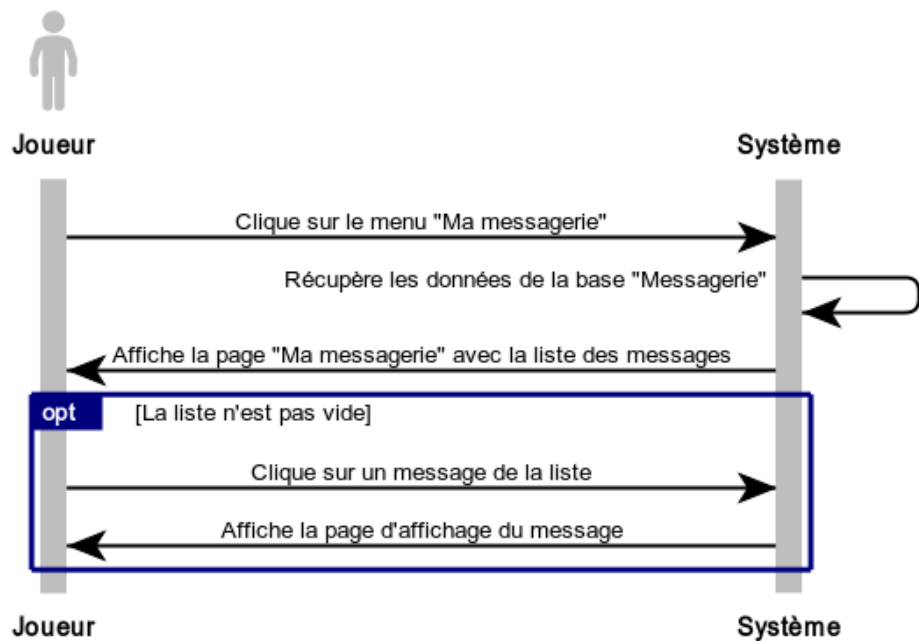 Joueur
Système
Clique sur le menu "Ma messagerie"
Récupère les données de la base "Messagerie"
Affiche la page "Ma messagerie" avec la liste des messages
opt
[La liste n'est pas vide]
Clique sur un message de la liste
Affiche la page d'affichage du message
Joueur
Système